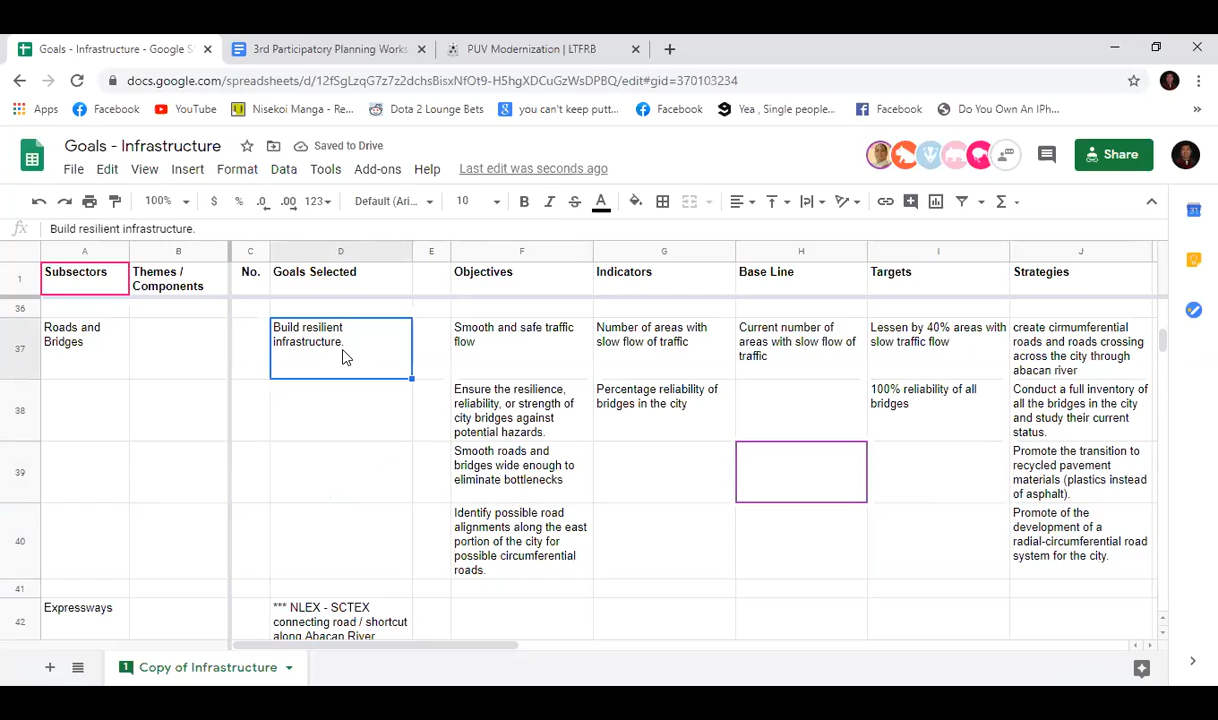 Goals - Infrastructure - Google S
3rd Participatory Planning Works
PUV Modernization | LTFRB
docs.google.com/spreadsheets/d/12fSgLzqG7z7z2dchsBisxNfOt9-H5hgXDCuGzWsDPBQ/edit#gid=370103234
Apps
Facebook
YouTube
Nisekoi Manga - Re...
Dota 2 Lounge Bets
you can't keep putt...
Facebook
Yea , Single people...
Facebook
Do You Own An IPh...
Goals - Infrastructure
Saved to Drive
Share
File Edit View Insert Format Data Tools Add-ons Help Last edit was seconds ago
100% $ % .0 .00 123 Default (Ari... 10 B I S A
fx Build resilient infrastructure.
A B C D E F G H I J
1
Subsectors
Themes /
Components
No.
Goals Selected
Objectives
Indicators
Base Line
Targets
Strategies
36
37
Roads and
Bridges
Build resilient
infrastructure.
Smooth and safe traffic
flow
Number of areas with
slow flow of traffic
Current number of
areas with slow flow of
traffic
Lessen by 40% areas with
slow traffic flow
create cirmumferential
roads and roads crossing
across the city through
abacan river
38
Ensure the resilience,
reliability, or strength of
city bridges against
potential hazards.
Percentage reliability of
bridges in the city
100% reliability of all
bridges
Conduct a full inventory of
all the bridges in the city
and study their current
status.
39
Smooth roads and
bridges wide enough to
eliminate bottlenecks
Promote the transition to
recycled pavement
materials (plastics instead
of asphalt).
40
Identify possible road
alignments along the east
portion of the city for
possible circumferential
roads.
Promote of the
development of a
radial-circumferential road
system for the city.
41
42
Expressways
*** NLEX - SCTEX
connecting road / shortcut
along Abacan River
1 Copy of Infrastructure